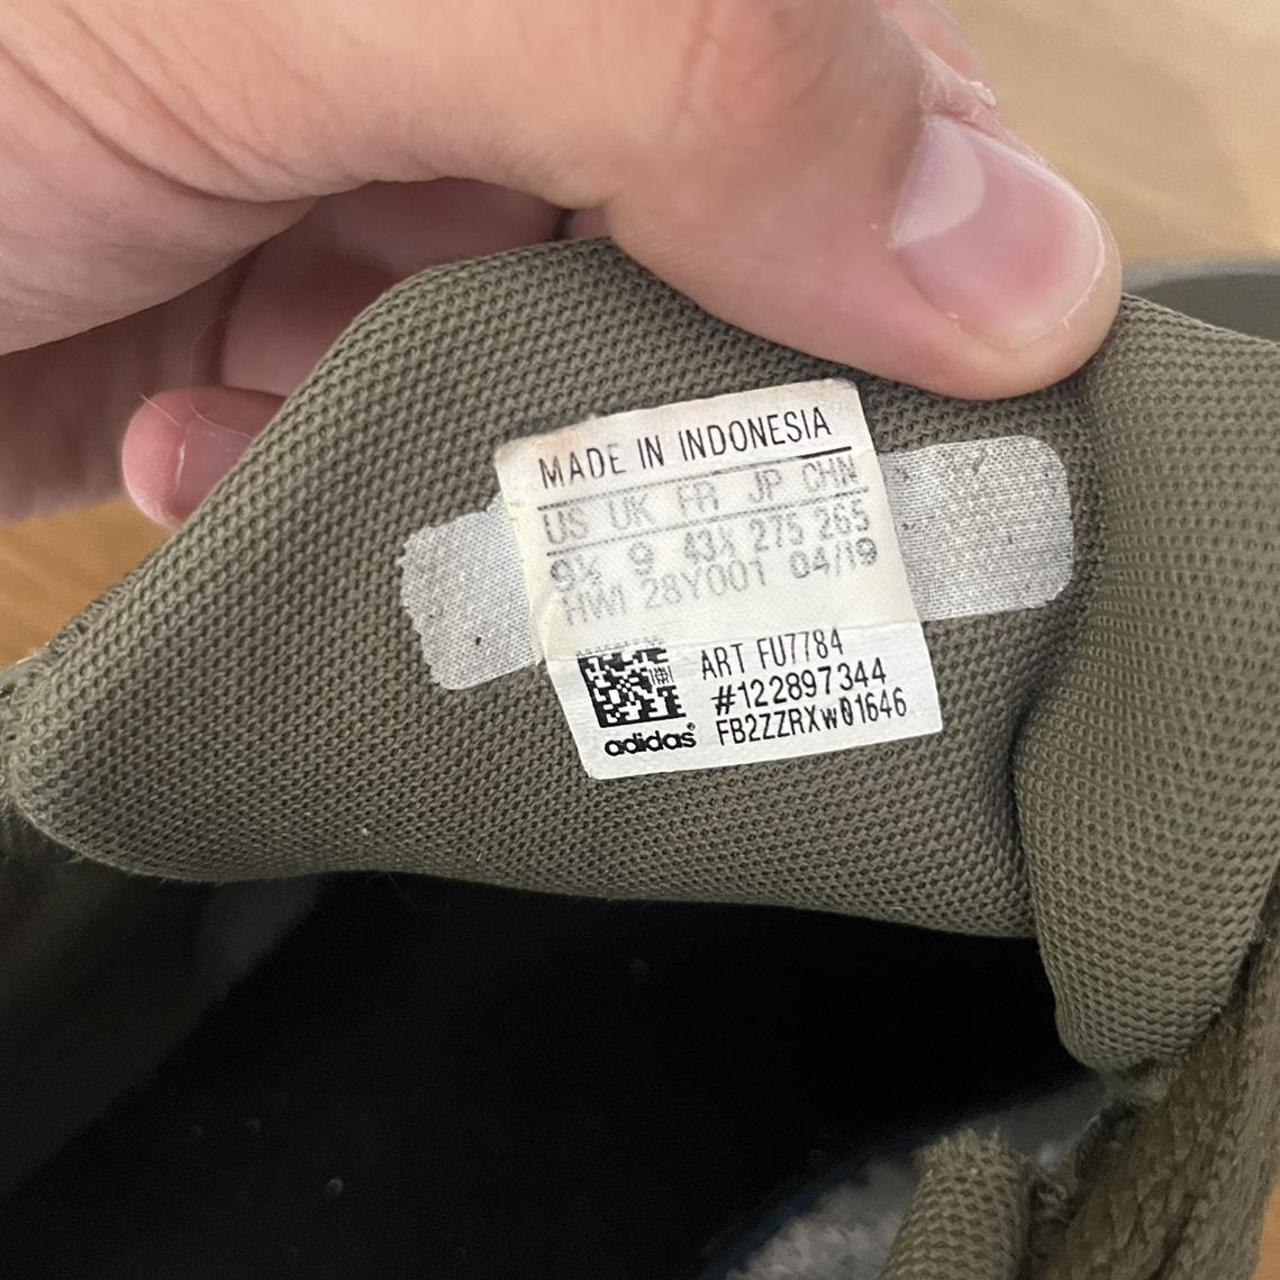 MADE IN INDONESIA
US UK FR JP CHN
9½ 9 43⅓ 275 265
HWI 28Y001 04/19
ART FU7784
#122897344
adidas® FB2ZZRXw01646